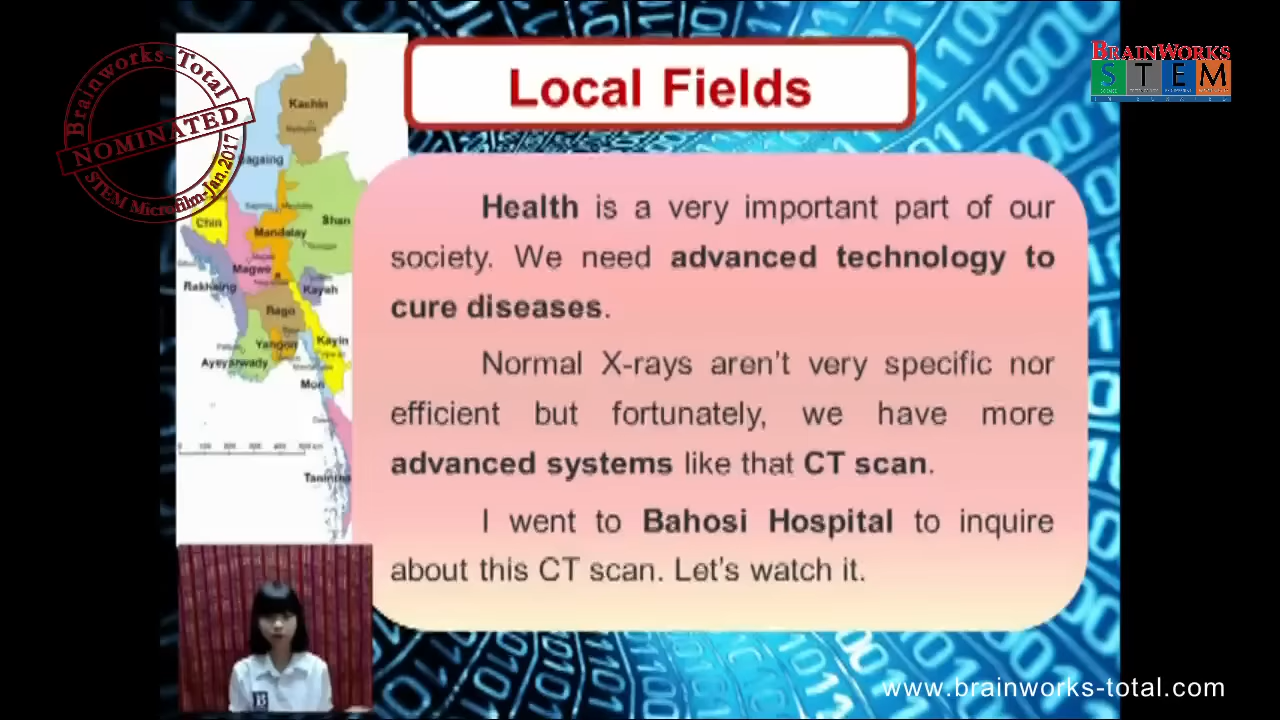 Brainworks-Total
NOMINATED
STEM Microfilm-Jan,2017
BRAINWORKS
STEM
Local Fields
Health is a very important part of our
society. We need advanced technology to
cure diseases.
Normal X-rays aren't very specific nor
efficient but fortunately, we have more
advanced systems like that CT scan.
I went to Bahosi Hospital to inquire
about this CT scan. Let's watch it.
Kachin
Shan
Chin
Mandalay
Magwe
Rakhaing
Kayah
Bago
Yangon
Kayin
Ayeyarwady
Mon
B
www.brainworks-total.com